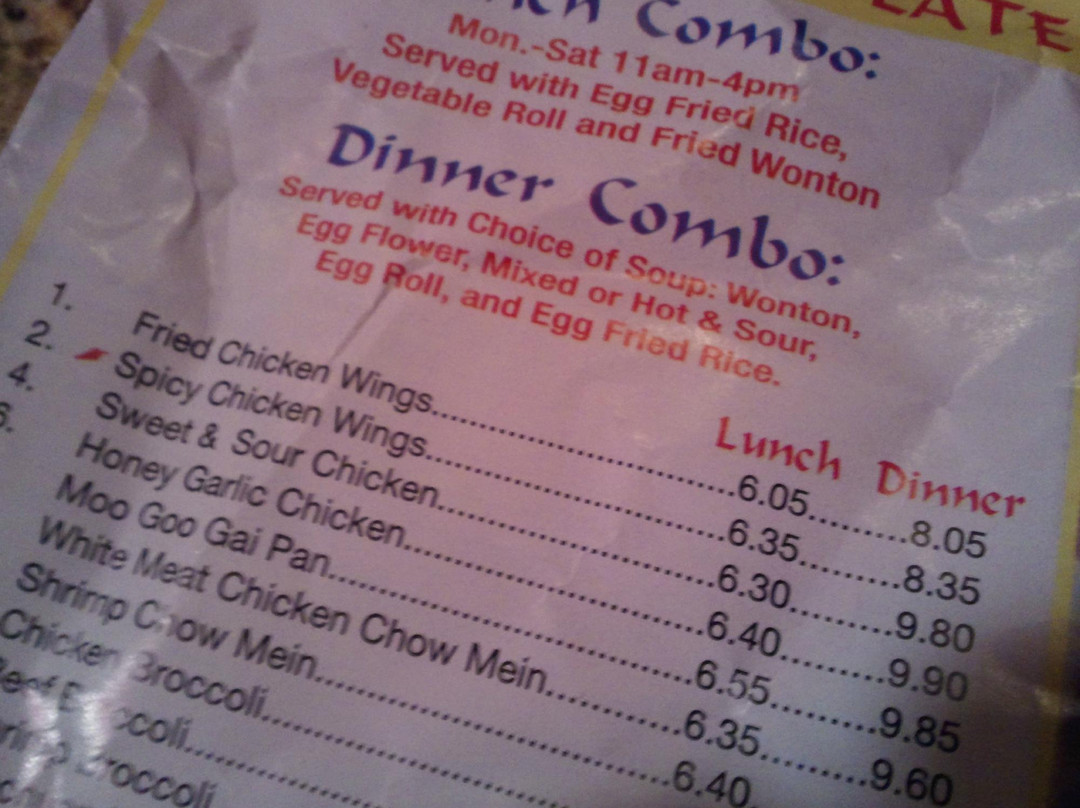 Combo:
Mon.-Sat 11am-4pm
Served with Egg Fried Rice,
Vegetable Roll and Fried Wonton
Dinner Combo:
Served with Choice of Soup: Wonton,
Egg Flower, Mixed or Hot & Sour,
Egg Roll, and Egg Fried Rice.
Lunch Dinner
1. Fried Chicken Wings..........6.05........8.05
2. Spicy Chicken Wings..........6.35.........8.35
4. Sweet & Sour Chicken..........6.30.........9.80
Honey Garlic Chicken..........6.40.........9.90
Moo Goo Gai Pan..........6.55.........9.85
White Meat Chicken Chow Mein..........6.35.........9.60
Shrimp Chow Mein..........6.40
Chicken Broccoli
Beef Broccoli
Broccoli